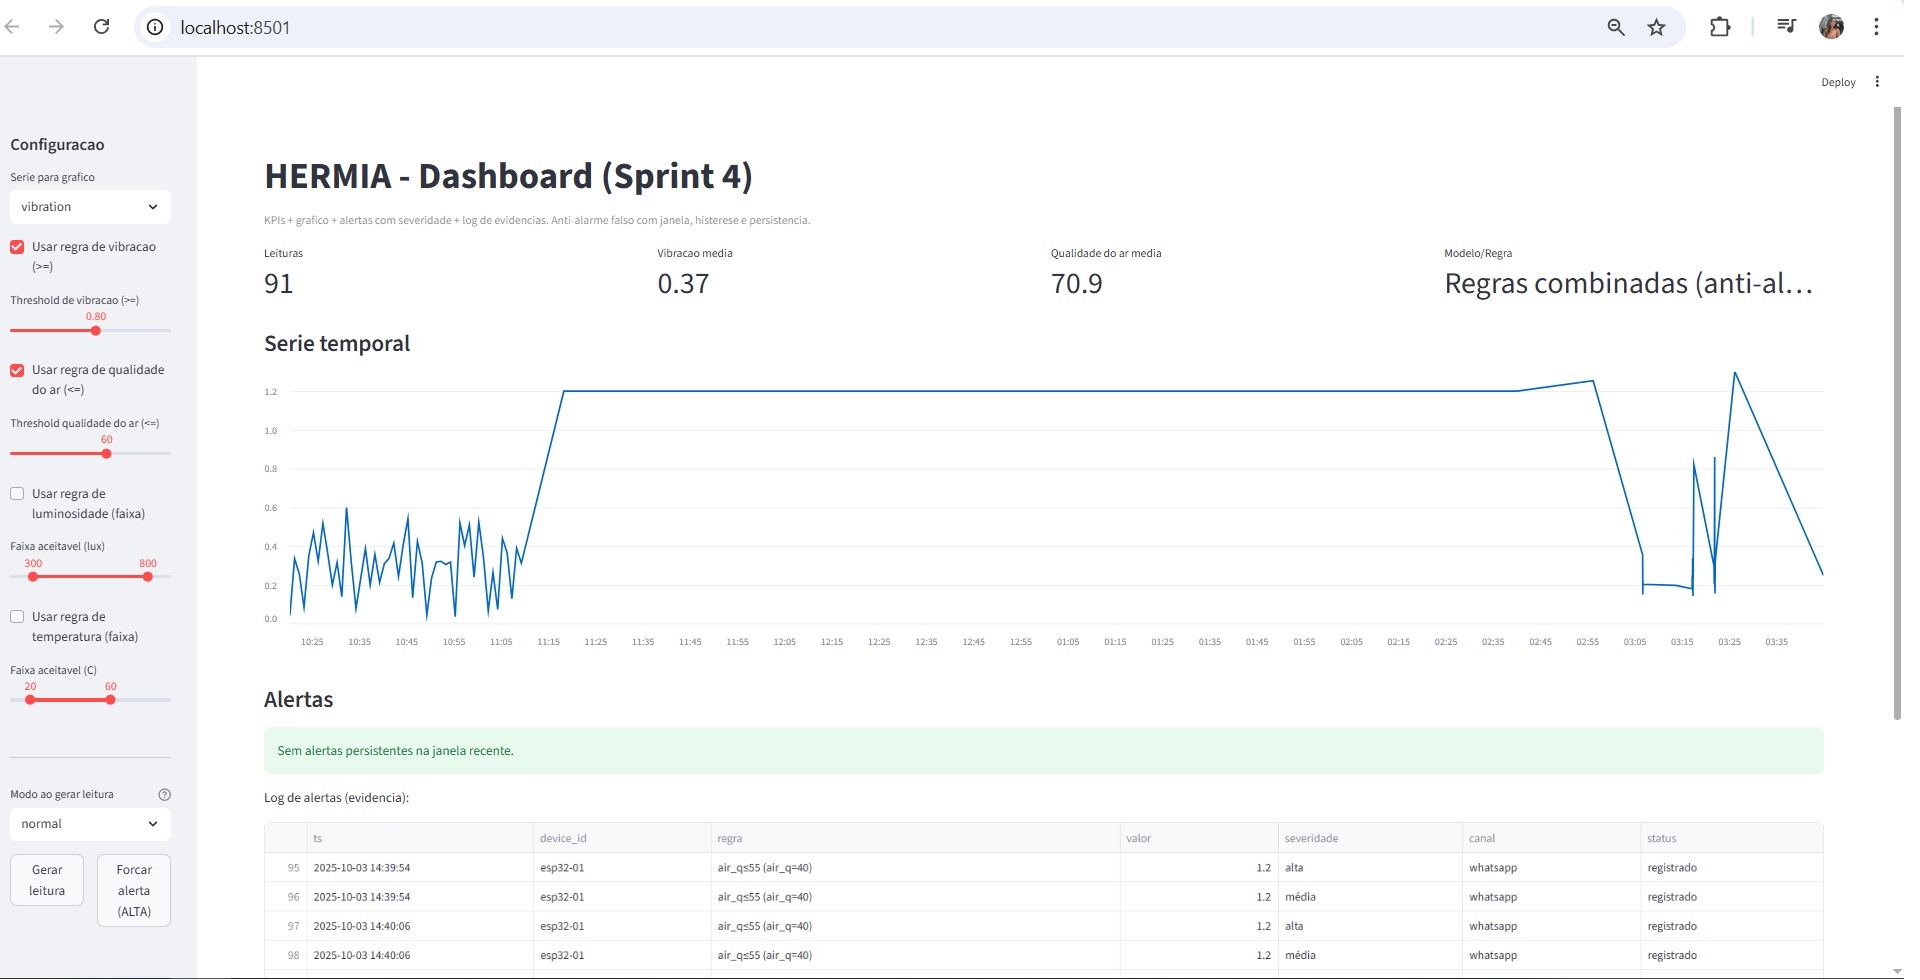 localhost:8501
Deploy
Configuracao
Serie para grafico
vibration
Usar regra de vibracao
(>=)
Threshold de vibracao (>=)
0.80
Usar regra de qualidade
do ar (<=)
Threshold qualidade do ar (<=)
60
Usar regra de
luminosidade (faixa)
Faixa aceitavel (lux)
300 800
Usar regra de
temperatura (faixa)
Faixa aceitavel (C)
20 60
Modo ao gerar leitura
normal
Gerar
leitura
Forcar
alerta
(ALTA)
HERMIA - Dashboard (Sprint 4)
KPIs + grafico + alertas com severidade + log de evidencias. Anti-alarme falso com janela, histerese e persistencia.
Leituras Vibracao media Qualidade do ar media Modelo/Regra
91 0.37 70.9 Regras combinadas (anti-al…
Serie temporal
1.2
1.0
0.8
0.6
0.4
0.2
0.0
10:25 10:35 10:45 10:55 11:05 11:15 11:25 11:35 11:45 11:55 12:05 12:15 12:25 12:35 12:45 12:55 01:05 01:15 01:25 01:35 01:45 01:55 02:05 02:15 02:25 02:35 02:45 02:55 03:05 03:15 03:25 03:35
Alertas
Sem alertas persistentes na janela recente.
Log de alertas (evidencia):
ts device_id regra valor severidade canal status
95 2025-10-03 14:39:54 esp32-01 air_q≤55 (air_q=40) 1.2 alta whatsapp registrado
96 2025-10-03 14:39:54 esp32-01 air_q≤55 (air_q=40) 1.2 média whatsapp registrado
97 2025-10-03 14:40:06 esp32-01 air_q≤55 (air_q=40) 1.2 alta whatsapp registrado
98 2025-10-03 14:40:06 esp32-01 air_q≤55 (air_q=40) 1.2 média whatsapp registrado